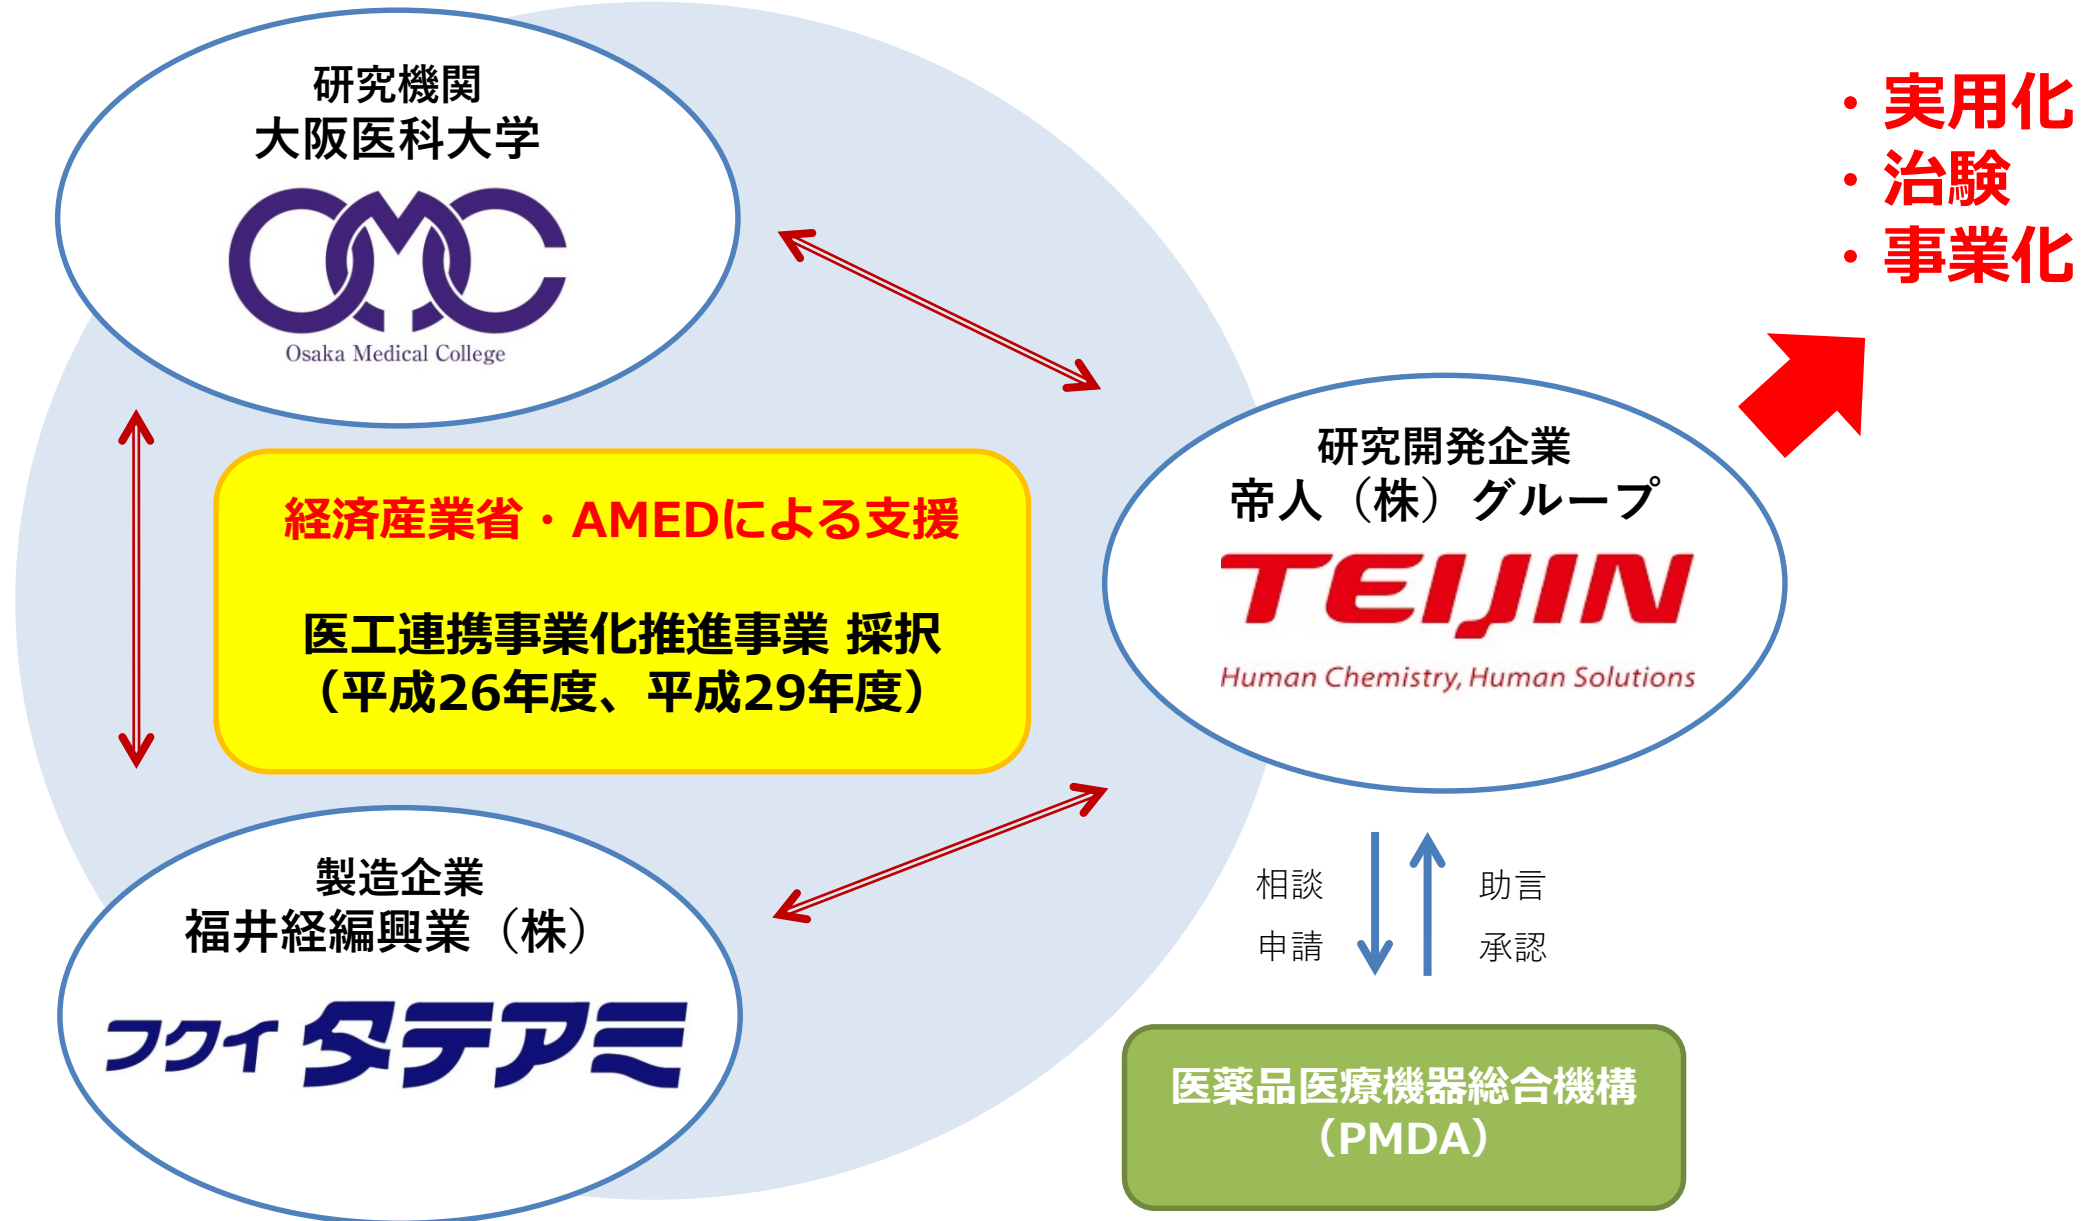 研究機関
大阪医科大学
OMC
Osaka Medical College
・実用化
・治験
・事業化
経済産業省・AMEDによる支援
医工連携事業化推進事業 採択
（平成26年度、平成29年度）
研究開発企業
帝人（株）グループ
TEIJIN
Human Chemistry, Human Solutions
製造企業
福井経編興業（株）
フクイ タテアミ
相談
申請
助言
承認
医薬品医療機器総合機構
（PMDA）